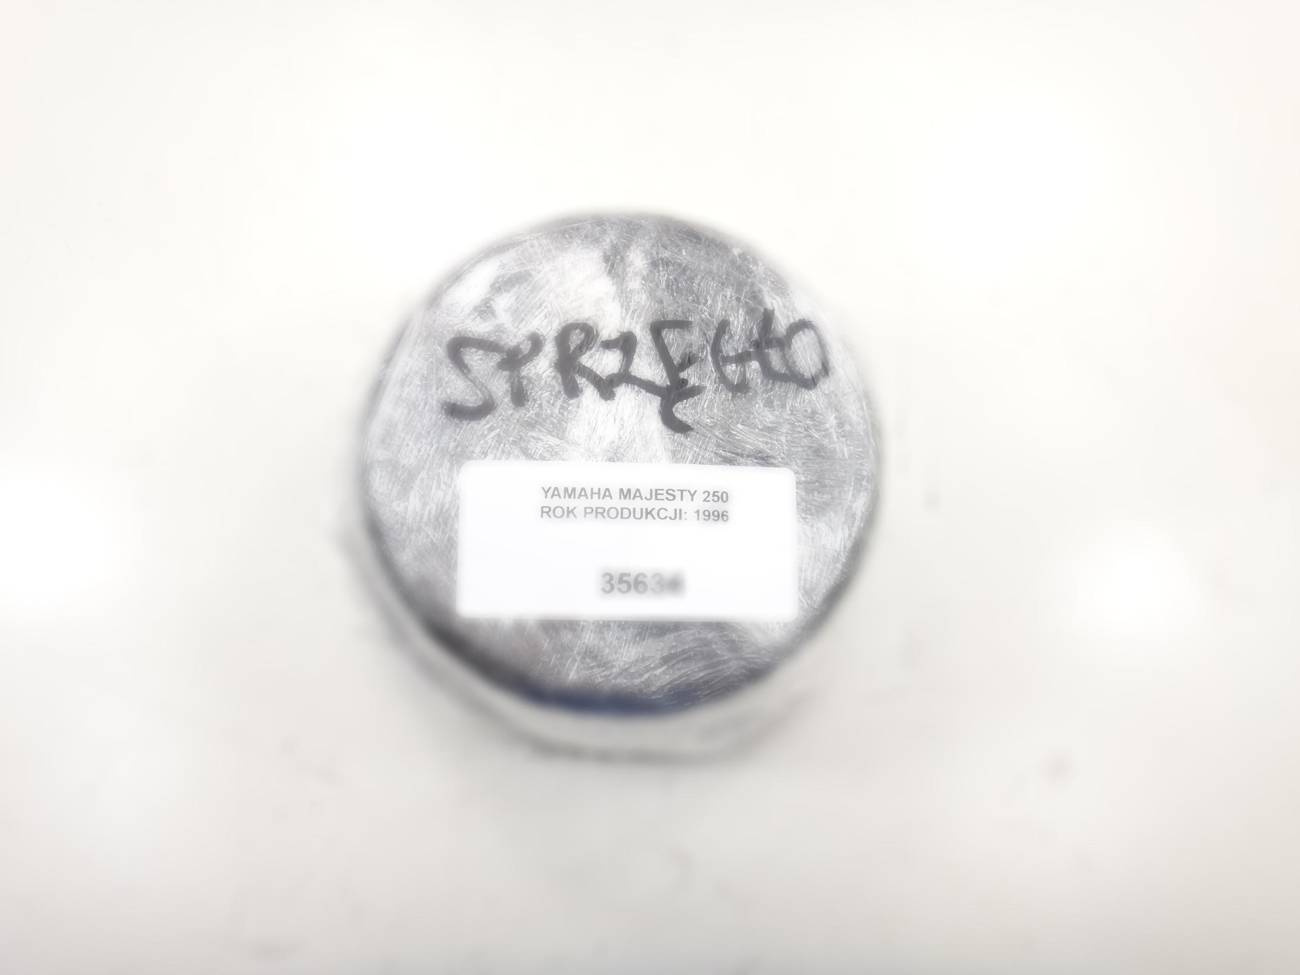 SPRZĘGŁO
YAMAHA MAJESTY 250
ROK PRODUKCJI: 1996